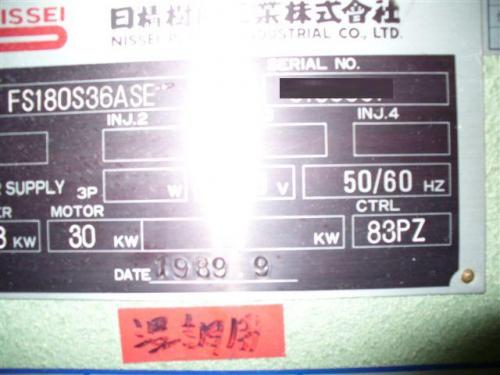 NISSEI 日精樹 業株式会社
NISSEI INDUSTRIAL CO., LTD.
SERIAL NO.
FS180S36ASE
INJ.2 INJ.4
SUPPLY 3P W V 50/60 HZ
MOTOR CTRL
KW 30 KW KW 83PZ
DATE 1989.9